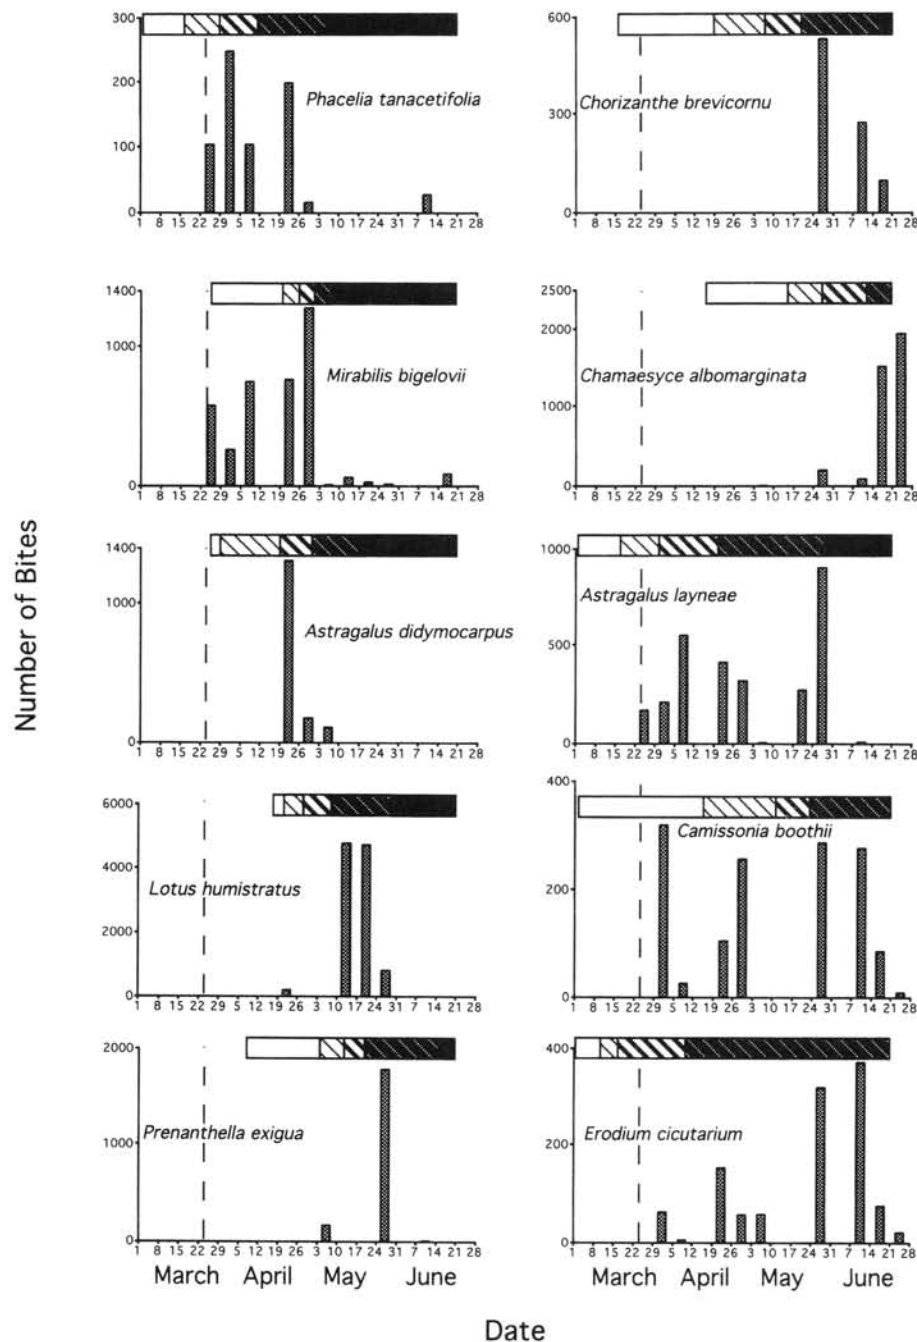 300
200
100
0
Phacelia tanacetifolia
1 8 15 22 29 5 12 19 26 3 10 17 24 31 7 14 21 28
600
300
0
Chorizanthe brevicornu
1 8 15 22 29 5 12 19 26 3 10 17 24 31 7 14 21 28
1400
1000
0
Mirabilis bigelovii
1 8 15 22 29 5 12 19 26 3 10 17 24 31 7 14 21 28
2500
2000
1000
0
Chamaesyce albomarginata
1 8 15 22 29 5 12 19 26 3 10 17 24 31 7 14 21 28
1400
1000
0
Astragalus didymocarpus
1 8 15 22 29 5 12 19 26 3 10 17 24 31 7 14 21 28
1000
500
0
Astragalus layneae
1 8 15 22 29 5 12 19 26 3 10 17 24 31 7 14 21 28
6000
4000
2000
0
Lotus humistratus
1 8 15 22 29 5 12 19 26 3 10 17 24 31 7 14 21 28
400
200
0
Camissonia boothii
1 8 15 22 29 5 12 19 26 3 10 17 24 31 7 14 21 28
2000
1000
0
Prenanthella exigua
1 8 15 22 29 5 12 19 26 3 10 17 24 31 7 14 21 28
March April May June
400
200
0
Erodium cicutarium
1 8 15 22 29 5 12 19 26 3 10 17 24 31 7 14 21 28
March April May June
Number of Bites
Date